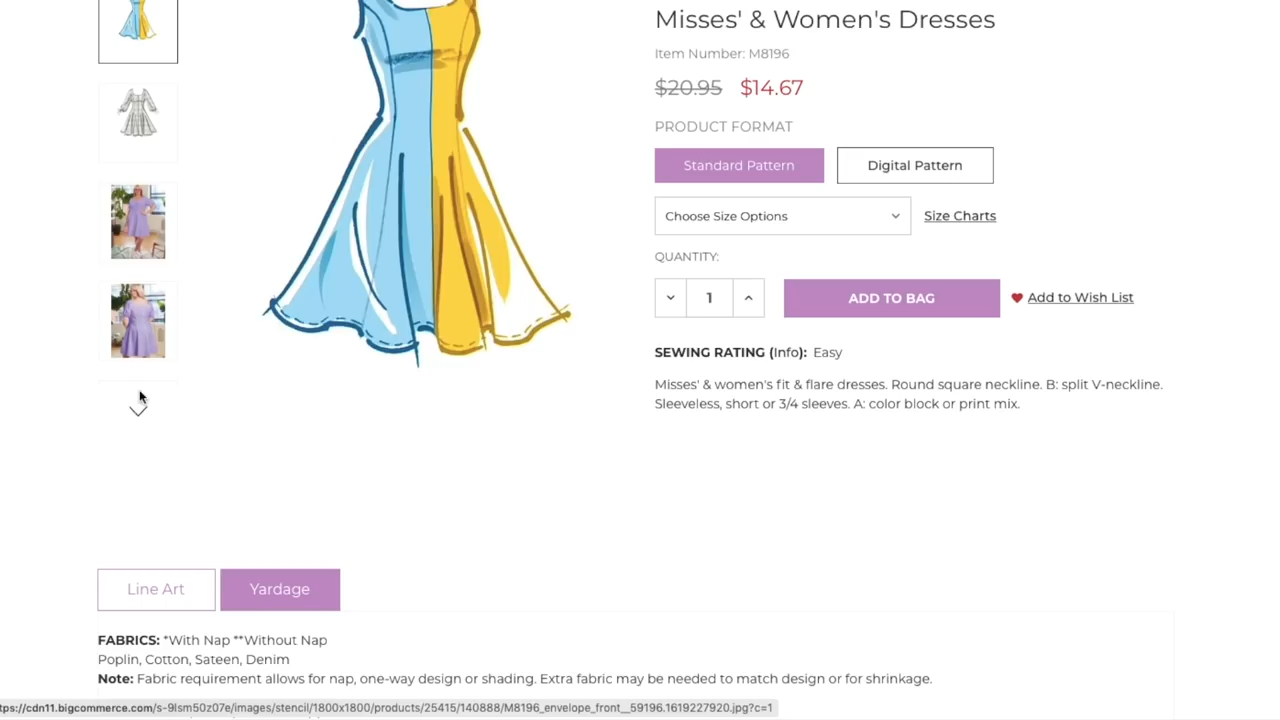 Misses' & Women's Dresses
Item Number: M8196
$20.95 $14.67
PRODUCT FORMAT
Standard Pattern Digital Pattern
Choose Size Options Size Charts
QUANTITY:
1 ADD TO BAG Add to Wish List
SEWING RATING (Info): Easy
Misses' & women's fit & flare dresses. Round square neckline. B: split V-neckline.
Sleeveless, short or 3/4 sleeves. A: color block or print mix.
Line Art Yardage
FABRICS: *With Nap **Without Nap
Poplin, Cotton, Sateen, Denim
Note: Fabric requirement allows for nap, one-way design or shading. Extra fabric may be needed to match design or for shrinkage.
tps://cdn11.bigcommerce.com/s-9lsm50z07e/images/stencil/1800x1800/products/25415/140888/M8196_envelope_front__59196.1619227920.jpg?c=1